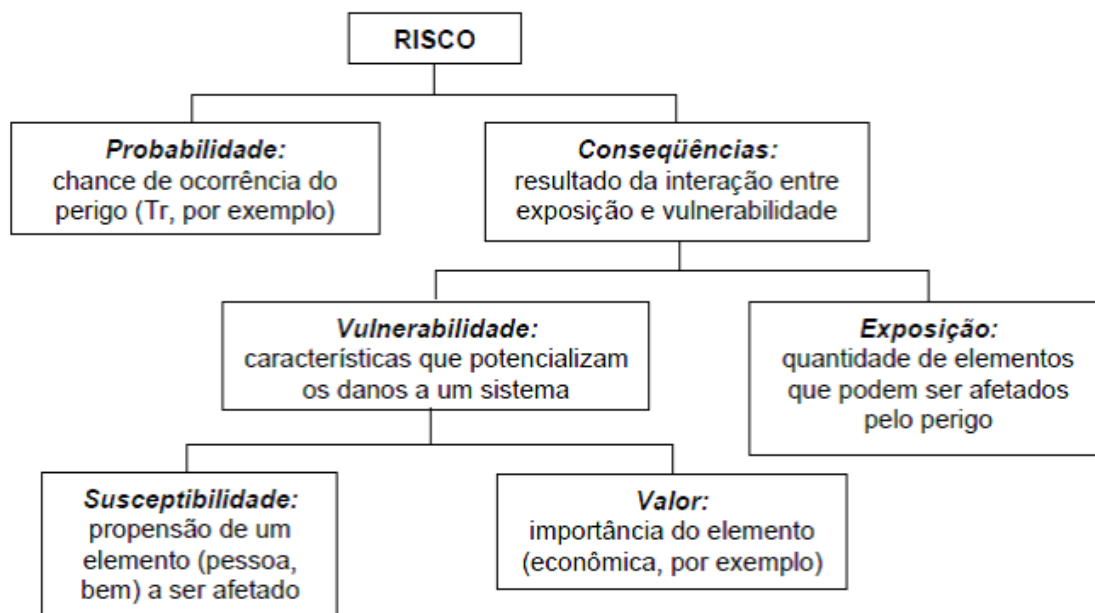 RISCO
Probabilidade:
chance de ocorrência do
perigo (Tr, por exemplo)
Conseqüências:
resultado da interação entre
exposição e vulnerabilidade
Vulnerabilidade:
características que potencializam
os danos a um sistema
Exposição:
quantidade de elementos
que podem ser afetados
pelo perigo
Susceptibilidade:
propensão de um
elemento (pessoa,
bem) a ser afetado
Valor:
importância do elemento
(econômica, por exemplo)